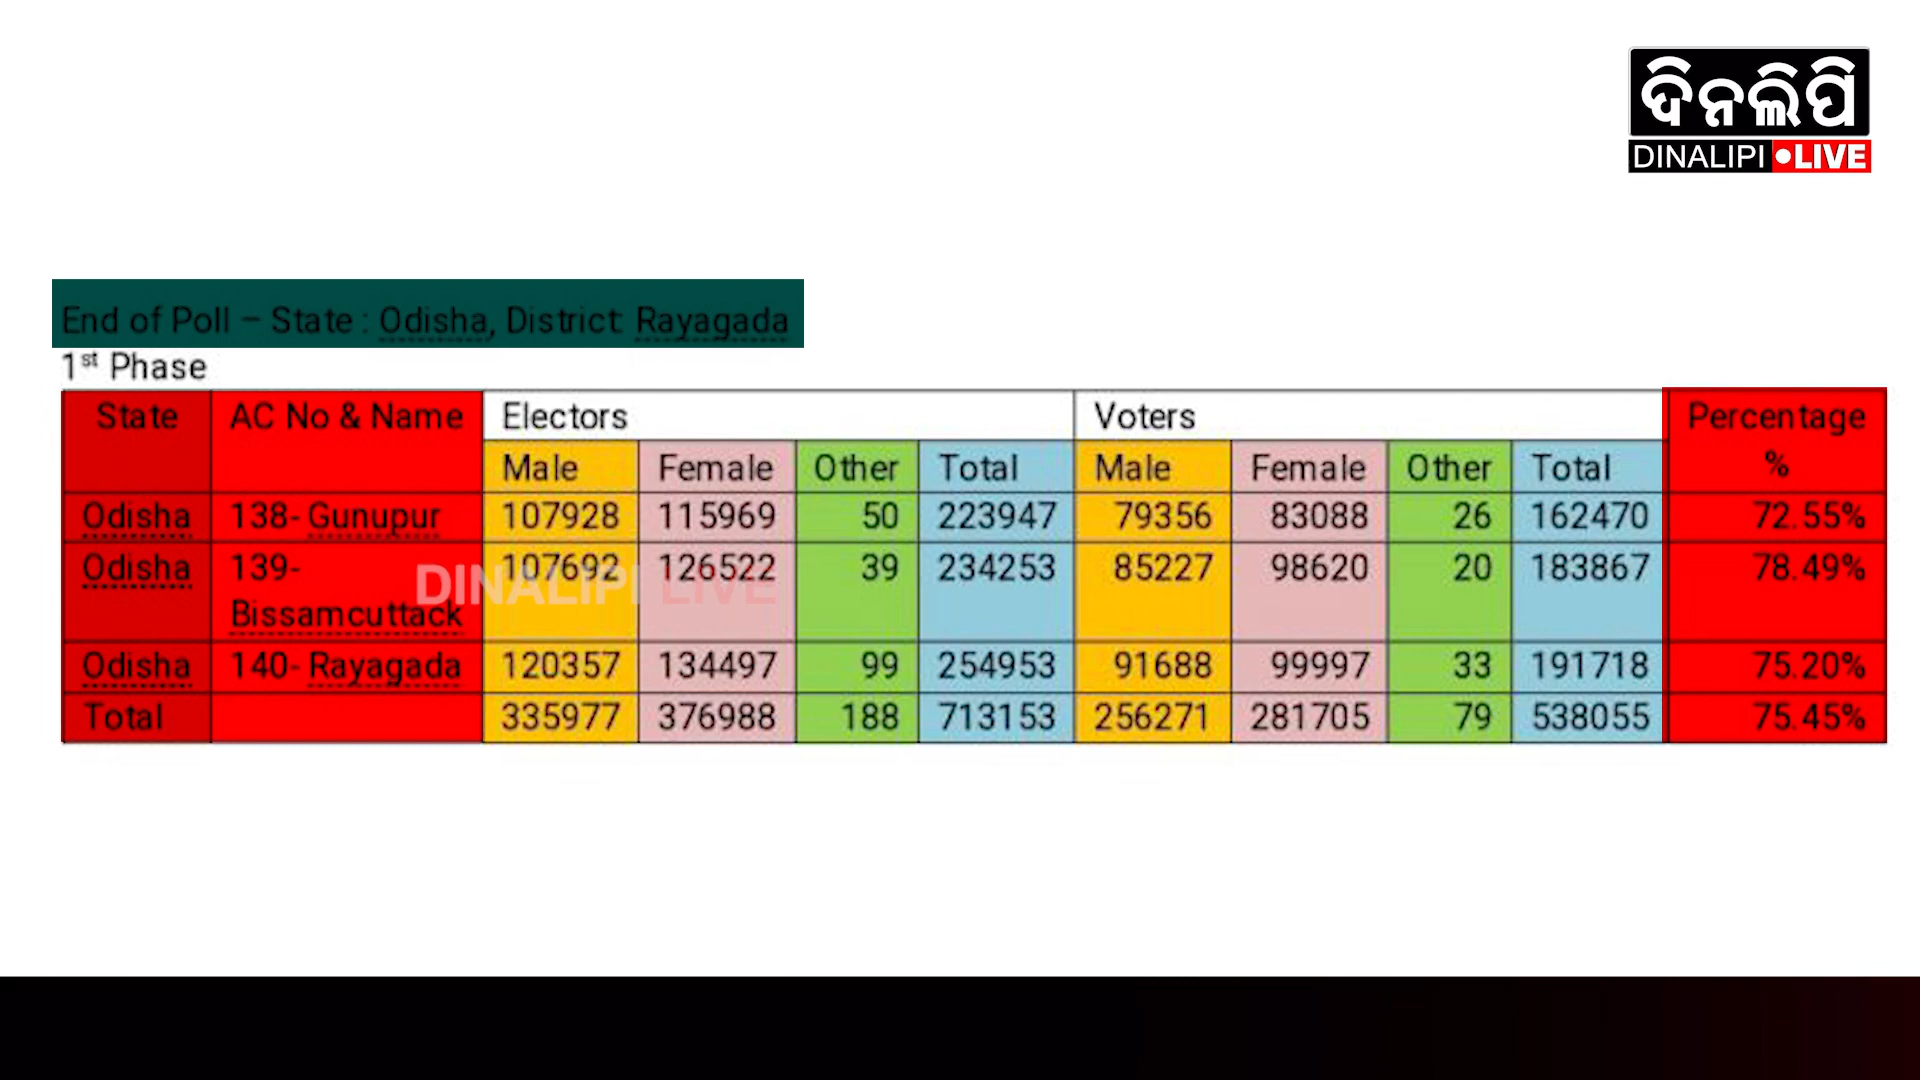 ଦିନଲିପି
DINALIPI LIVE
End of Poll – State : Odisha, District: Rayagada
1st Phase
State AC No & Name Electors Voters Percentage %
Male Female Other Total Male Female Other Total
Odisha 138- Gunupur 107928 115969 50 223947 79356 83088 26 162470 72.55%
Odisha 139- Bissamcuttack 107692 126522 39 234253 85227 98620 20 183867 78.49%
DINALIPI LIVE
Odisha 140- Rayagada 120357 134497 99 254953 91688 99997 33 191718 75.20%
Total 335977 376988 188 713153 256271 281705 79 538055 75.45%